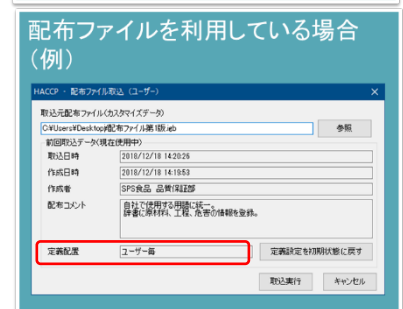 配布ファイルを利用している場合
（例）
HACCP - 配布ファイル取込（ユーザー）
取込元配布ファイル(カスタマイズデータ)
C:¥Users¥Desktop¥配布ファイル第1版.ieb
参照
前回取込データ(現在使用中)
取込日時
2018/12/18 14:20:26
作成日時
2018/12/18 14:19:53
作成者
SPS食品 品質保証部
配布コメント
自社で使用する用語に統一。
辞書に原材料、工程、危害の情報を登録。
定義配置
ユーザー毎
定義設定を初期状態に戻す
取込実行
キャンセル